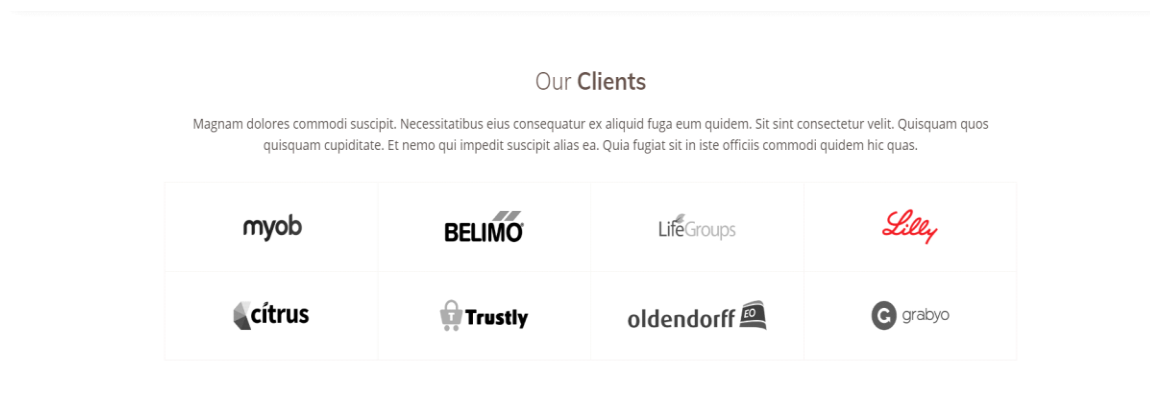 Our Clients
Magnam dolores commodi suscipit. Necessitatibus eius consequatur ex aliquid fuga eum quidem. Sit sint consectetur velit. Quisquam quos
quisquam cupiditate. Et nemo qui impedit suscipit alias ea. Quia fugiat sit in iste officiis commodi quidem hic quas.
myob
BELIMO
LifeGroups
Lilly
cítrus
T Trustly
oldendorff EO
G grabyo